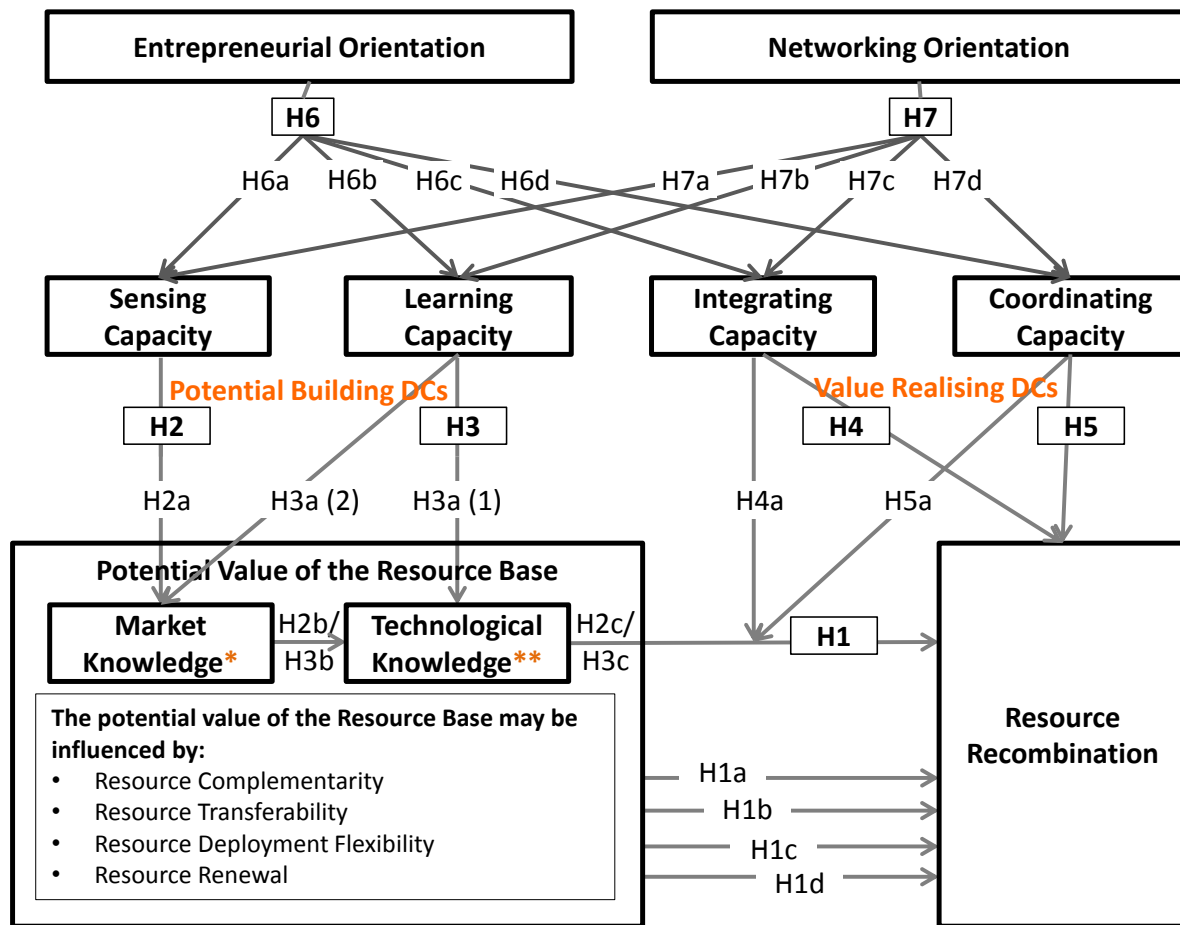 Entrepreneurial Orientation
Networking Orientation
H6
H7
H6a
H6b
H6c
H6d
H7a
H7b
H7c
H7d
Sensing
Capacity
Learning
Capacity
Integrating
Capacity
Coordinating
Capacity
Potential Building DCs
Value Realising DCs
H2
H3
H4
H5
H2a
H3a (2)
H3a (1)
H4a
H5a
Potential Value of the Resource Base
Market
Knowledge*
H2b/
H3b
Technological
Knowledge**
H2c/
H3c
H1
The potential value of the Resource Base may be
influenced by:
• Resource Complementarity
• Resource Transferability
• Resource Deployment Flexibility
• Resource Renewal
H1a
H1b
H1c
H1d
Resource
Recombination